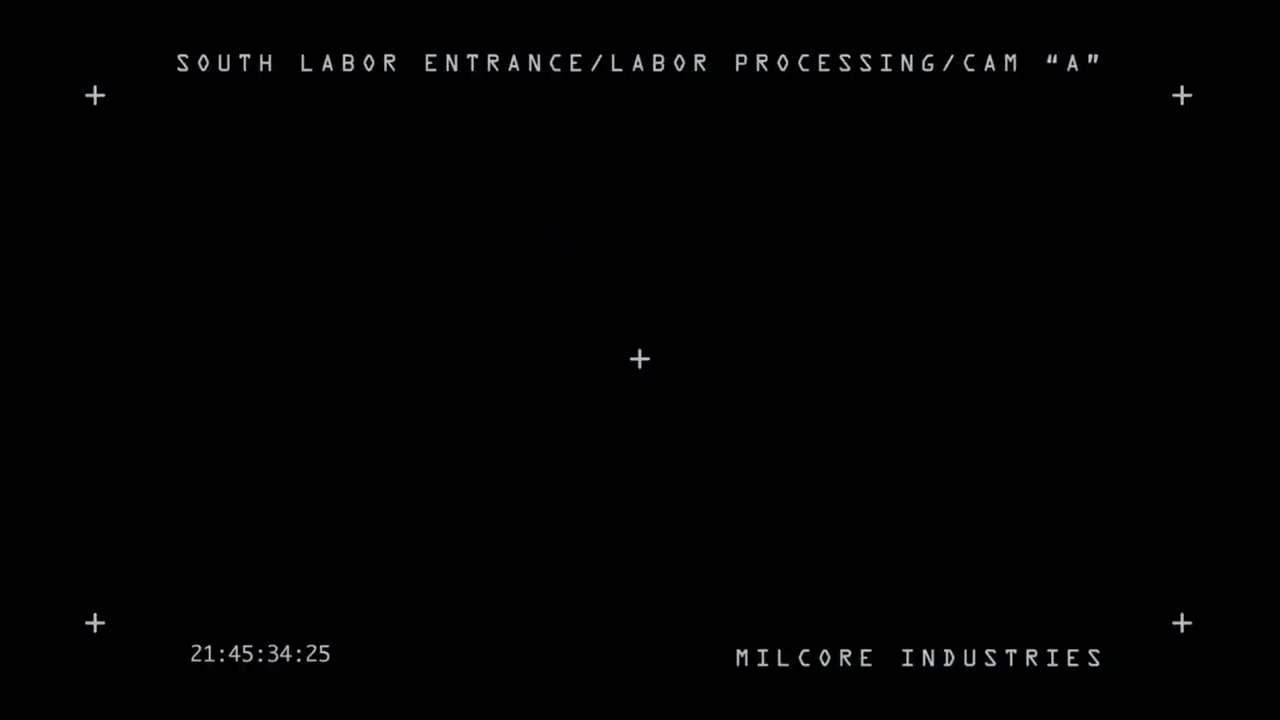 SOUTH LABOR ENTRANCE/LABOR PROCESSING/CAM “A”
21:45:34:25
MILCORE INDUSTRIES